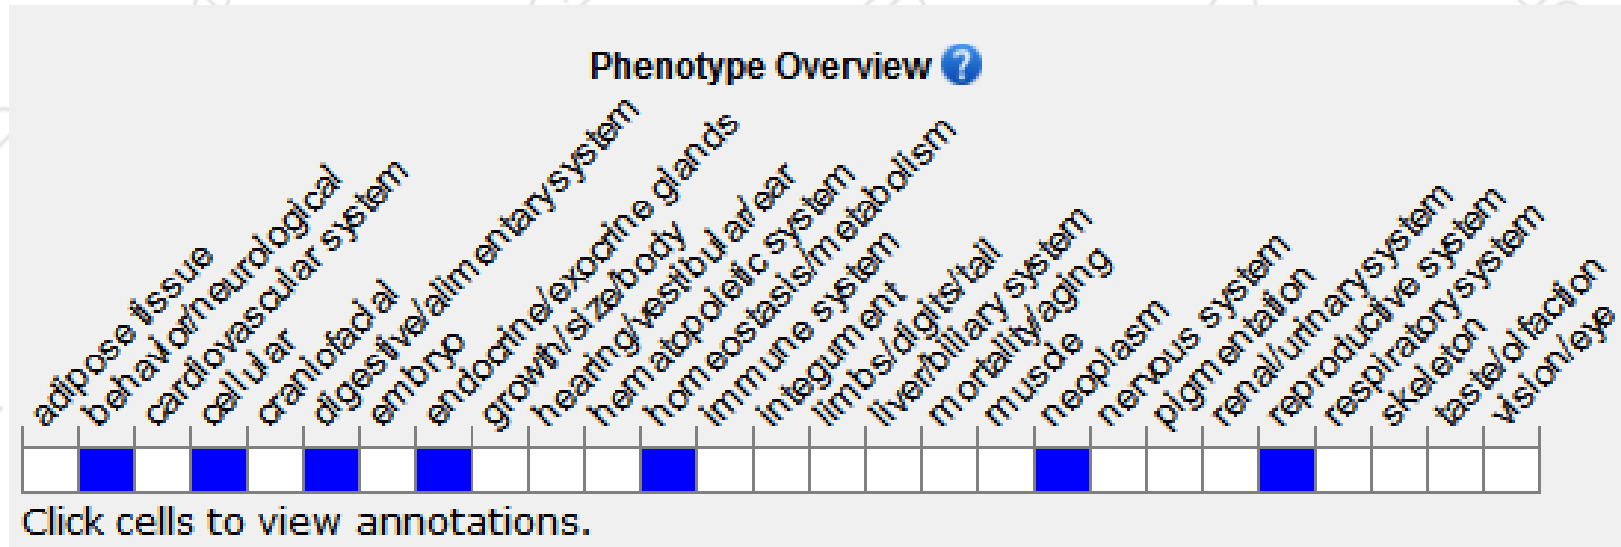 Phenotype Overview ?
adipose tissue
behavior/neurological
cardiovascular system
cellular
craniofacial
digestive/alimentary system
embryo
endocrine/exocrine glands
growth/size/body
hearing/vestibular/ear
hematopoietic system
homeostasis/metabolism
immune system
integument
limbs/digits/tail
liver/biliary system
mortality/aging
muscle
neoplasm
nervous system
pigmentation
renal/urinary system
reproductive system
respiratory system
skeleton
taste/olfaction
vision/eye
Click cells to view annotations.